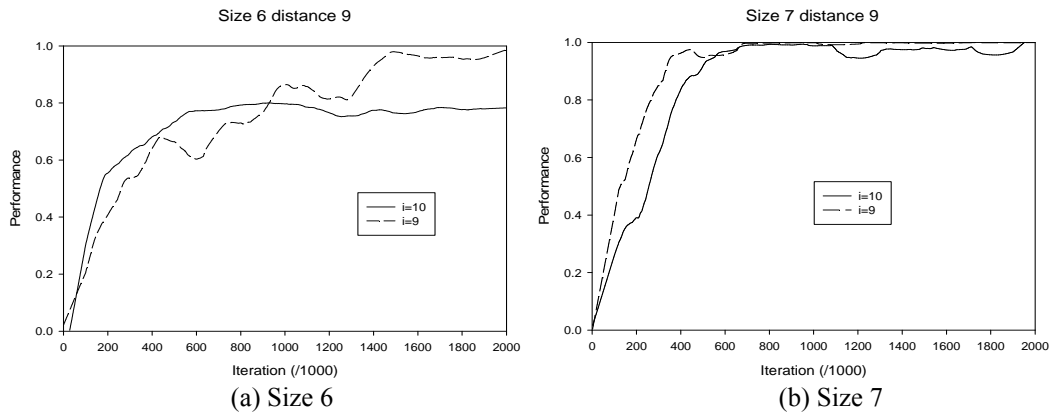 Size 6 distance 9
Performance
1.0
0.8
0.6
0.4
0.2
0.0
0 200 400 600 800 1000 1200 1400 1600 1800 2000
Iteration (/1000)
i=10
i=9
(a) Size 6
Size 7 distance 9
Performance
1.0
0.8
0.6
0.4
0.2
0.0
0 200 400 600 800 1000 1200 1400 1600 1800 2000
Iteration (/1000)
i=10
i=9
(b) Size 7